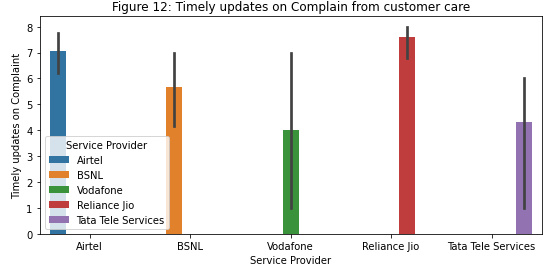 Figure 12: Timely updates on Complain from customer care
Timely updates on Complaint
8
7
6
5
4
3
2
1
0
Service Provider
Airtel
BSNL
Vodafone
Reliance Jio
Tata Tele Services
Airtel BSNL Vodafone Reliance Jio Tata Tele Services
Service Provider